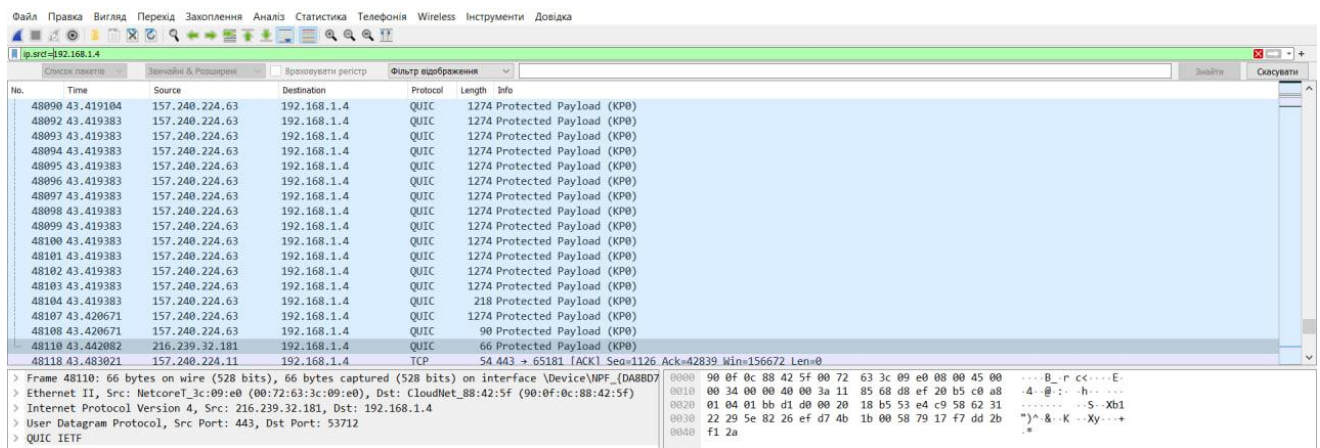 Файл Правка Вигляд Перехід Захоплення Аналіз Статистика Телефонія Wireless Інструменти Довідка
ip.src!=192.168.1.4
Список пакетів Звичайні & Розширені Враховувати регістр Фільтр відображення Знайти Скасувати
No. Time Source Destination Protocol Length Info
48090 43.419104 157.240.224.63 192.168.1.4 QUIC 1274 Protected Payload (KP0)
48092 43.419383 157.240.224.63 192.168.1.4 QUIC 1274 Protected Payload (KP0)
48093 43.419383 157.240.224.63 192.168.1.4 QUIC 1274 Protected Payload (KP0)
48094 43.419383 157.240.224.63 192.168.1.4 QUIC 1274 Protected Payload (KP0)
48095 43.419383 157.240.224.63 192.168.1.4 QUIC 1274 Protected Payload (KP0)
48096 43.419383 157.240.224.63 192.168.1.4 QUIC 1274 Protected Payload (KP0)
48097 43.419383 157.240.224.63 192.168.1.4 QUIC 1274 Protected Payload (KP0)
48098 43.419383 157.240.224.63 192.168.1.4 QUIC 1274 Protected Payload (KP0)
48099 43.419383 157.240.224.63 192.168.1.4 QUIC 1274 Protected Payload (KP0)
48100 43.419383 157.240.224.63 192.168.1.4 QUIC 1274 Protected Payload (KP0)
48101 43.419383 157.240.224.63 192.168.1.4 QUIC 1274 Protected Payload (KP0)
48102 43.419383 157.240.224.63 192.168.1.4 QUIC 1274 Protected Payload (KP0)
48103 43.419383 157.240.224.63 192.168.1.4 QUIC 1274 Protected Payload (KP0)
48104 43.419383 157.240.224.63 192.168.1.4 QUIC 218 Protected Payload (KP0)
48107 43.420671 157.240.224.63 192.168.1.4 QUIC 1274 Protected Payload (KP0)
48108 43.420671 157.240.224.63 192.168.1.4 QUIC 90 Protected Payload (KP0)
48110 43.442082 216.239.32.181 192.168.1.4 QUIC 66 Protected Payload (KP0)
48118 43.483021 157.240.224.11 192.168.1.4 TCP 54 443 → 65181 [ACK] Seq=1126 Ack=42839 Win=156672 Len=0
> Frame 48110: 66 bytes on wire (528 bits), 66 bytes captured (528 bits) on interface \Device\NPF_{DA8BD7
> Ethernet II, Src: NetcoreT_3c:09:e0 (00:72:63:3c:09:e0), Dst: CloudNet_88:42:5f (90:0f:0c:88:42:5f)
> Internet Protocol Version 4, Src: 216.239.32.181, Dst: 192.168.1.4
> User Datagram Protocol, Src Port: 443, Dst Port: 53712
> QUIC IETF
0000 90 0f 0c 88 42 5f 00 72 63 3c 09 e0 08 00 45 00 ····B_·r c<····E·
0010 00 34 00 00 40 00 3a 11 85 68 d8 ef 20 b5 c0 a8 ·4··@·:· ·h·· ···
0020 01 04 01 bb d1 d0 00 20 18 b5 53 e4 c9 58 62 31 ······· ··S··Xb1
0030 22 29 5e 82 26 ef d7 4b 1b 00 58 79 17 f7 dd 2b ")^·&··K ··Xy···+
0040 f1 2a ·*